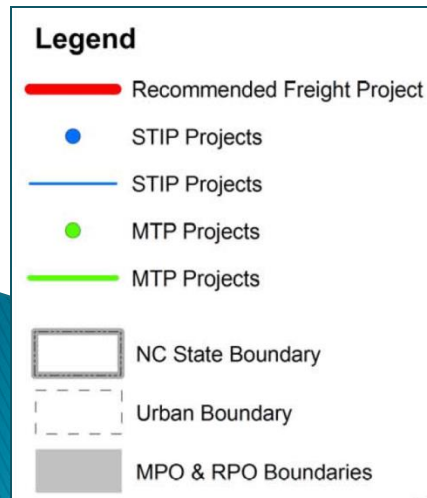 Legend
Recommended Freight Project
STIP Projects
STIP Projects
MTP Projects
MTP Projects
NC State Boundary
Urban Boundary
MPO & RPO Boundaries